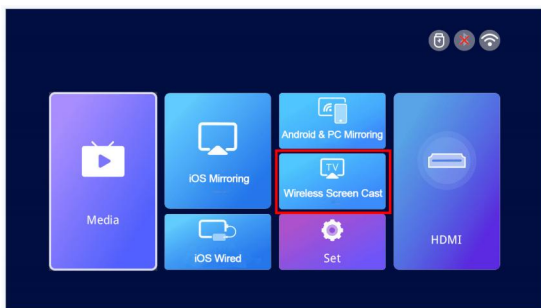 Media
iOS Mirroring
iOS Wired
Android & PC Mirroring
TV
Wireless Screen Cast
Set
HDMI